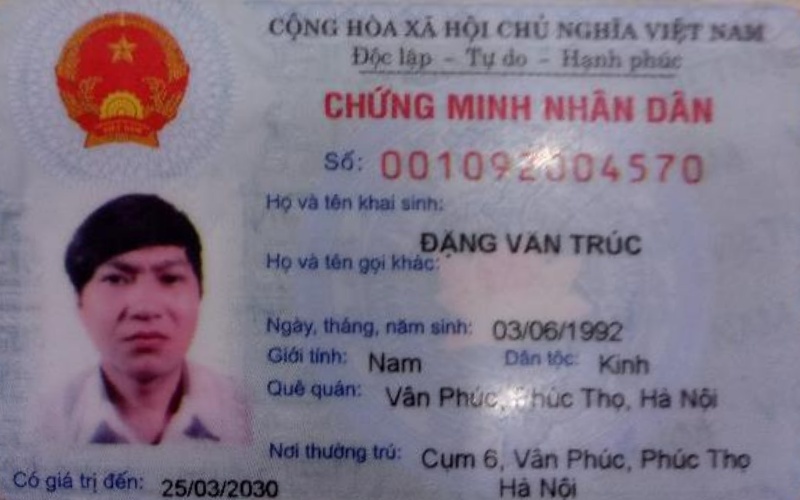 CỘNG HÒA XÃ HỘI CHỦ NGHĨA VIỆT NAM
Độc lập - Tự do - Hạnh phúc
CHỨNG MINH NHÂN DÂN
Số: 001092004570
Họ và tên khai sinh:
ĐẶNG VĂN TRÚC
Họ và tên gọi khác:
Ngày, tháng, năm sinh: 03/06/1992
Giới tính: Nam Dân tộc: Kinh
Quê quán: Vân Phúc, Phúc Thọ, Hà Nội
Nơi thường trú: Cụm 6, Vân Phúc, Phúc Thọ
Hà Nội
Có giá trị đến: 25/03/2030